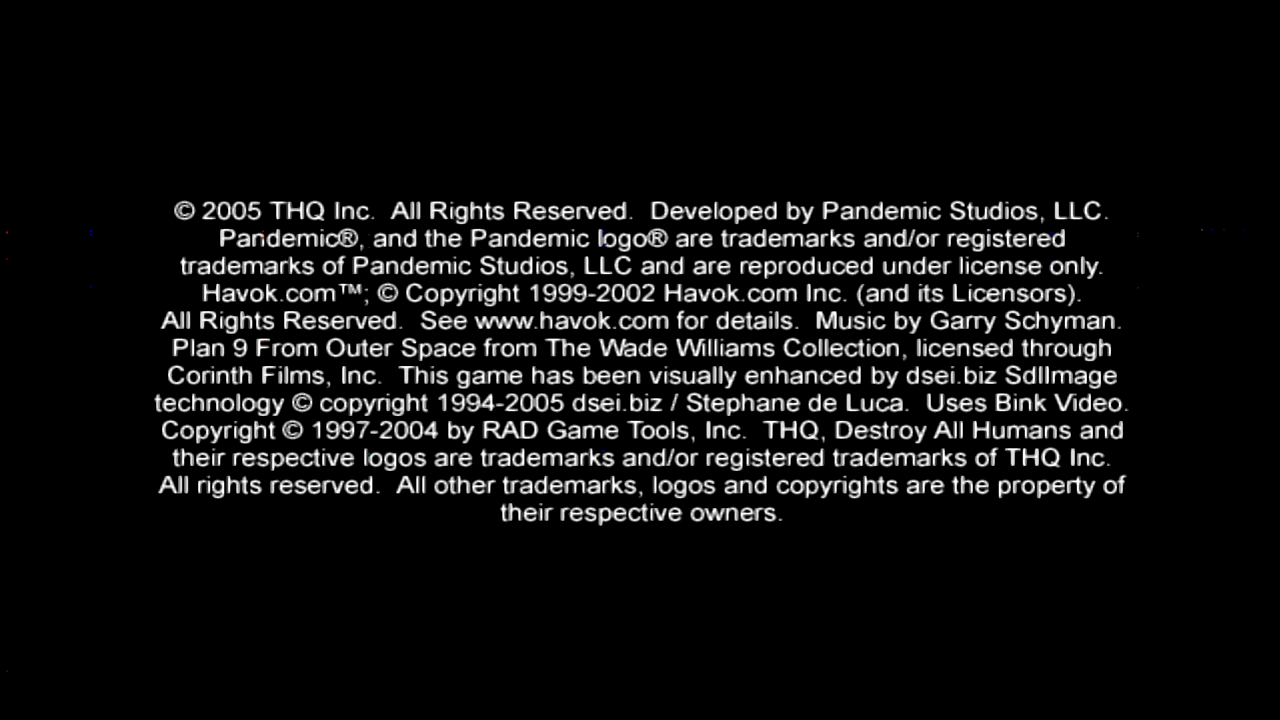 © 2005 THQ Inc.  All Rights Reserved.  Developed by Pandemic Studios, LLC.
Pandemic®, and the Pandemic logo® are trademarks and/or registered
trademarks of Pandemic Studios, LLC and are reproduced under license only.
Havok.com™; © Copyright 1999-2002 Havok.com Inc. (and its Licensors).
All Rights Reserved.  See www.havok.com for details.  Music by Garry Schyman.
Plan 9 From Outer Space from The Wade Williams Collection, licensed through
Corinth Films, Inc.  This game has been visually enhanced by dsei.biz SdlImage
technology © copyright 1994-2005 dsei.biz / Stephane de Luca.  Uses Bink Video.
Copyright © 1997-2004 by RAD Game Tools, Inc.  THQ, Destroy All Humans and
their respective logos are trademarks and/or registered trademarks of THQ Inc.
All rights reserved.  All other trademarks, logos and copyrights are the property of
their respective owners.